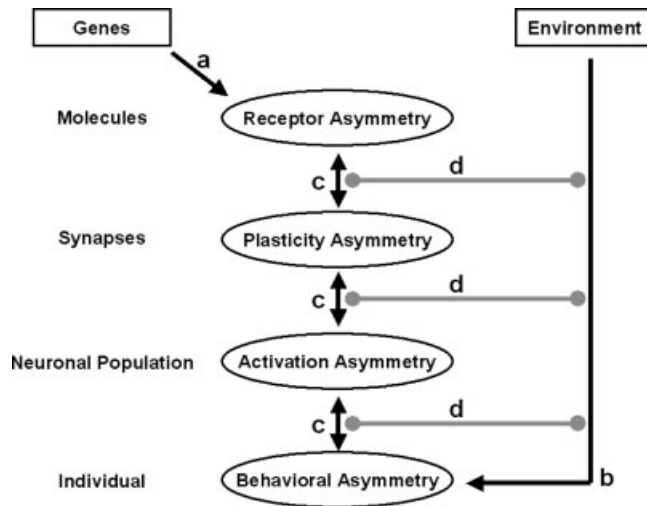 Genes
Environment
a
Molecules
Receptor Asymmetry
c
d
Synapses
Plasticity Asymmetry
c
d
Neuronal Population
Activation Asymmetry
c
d
Individual
Behavioral Asymmetry
b